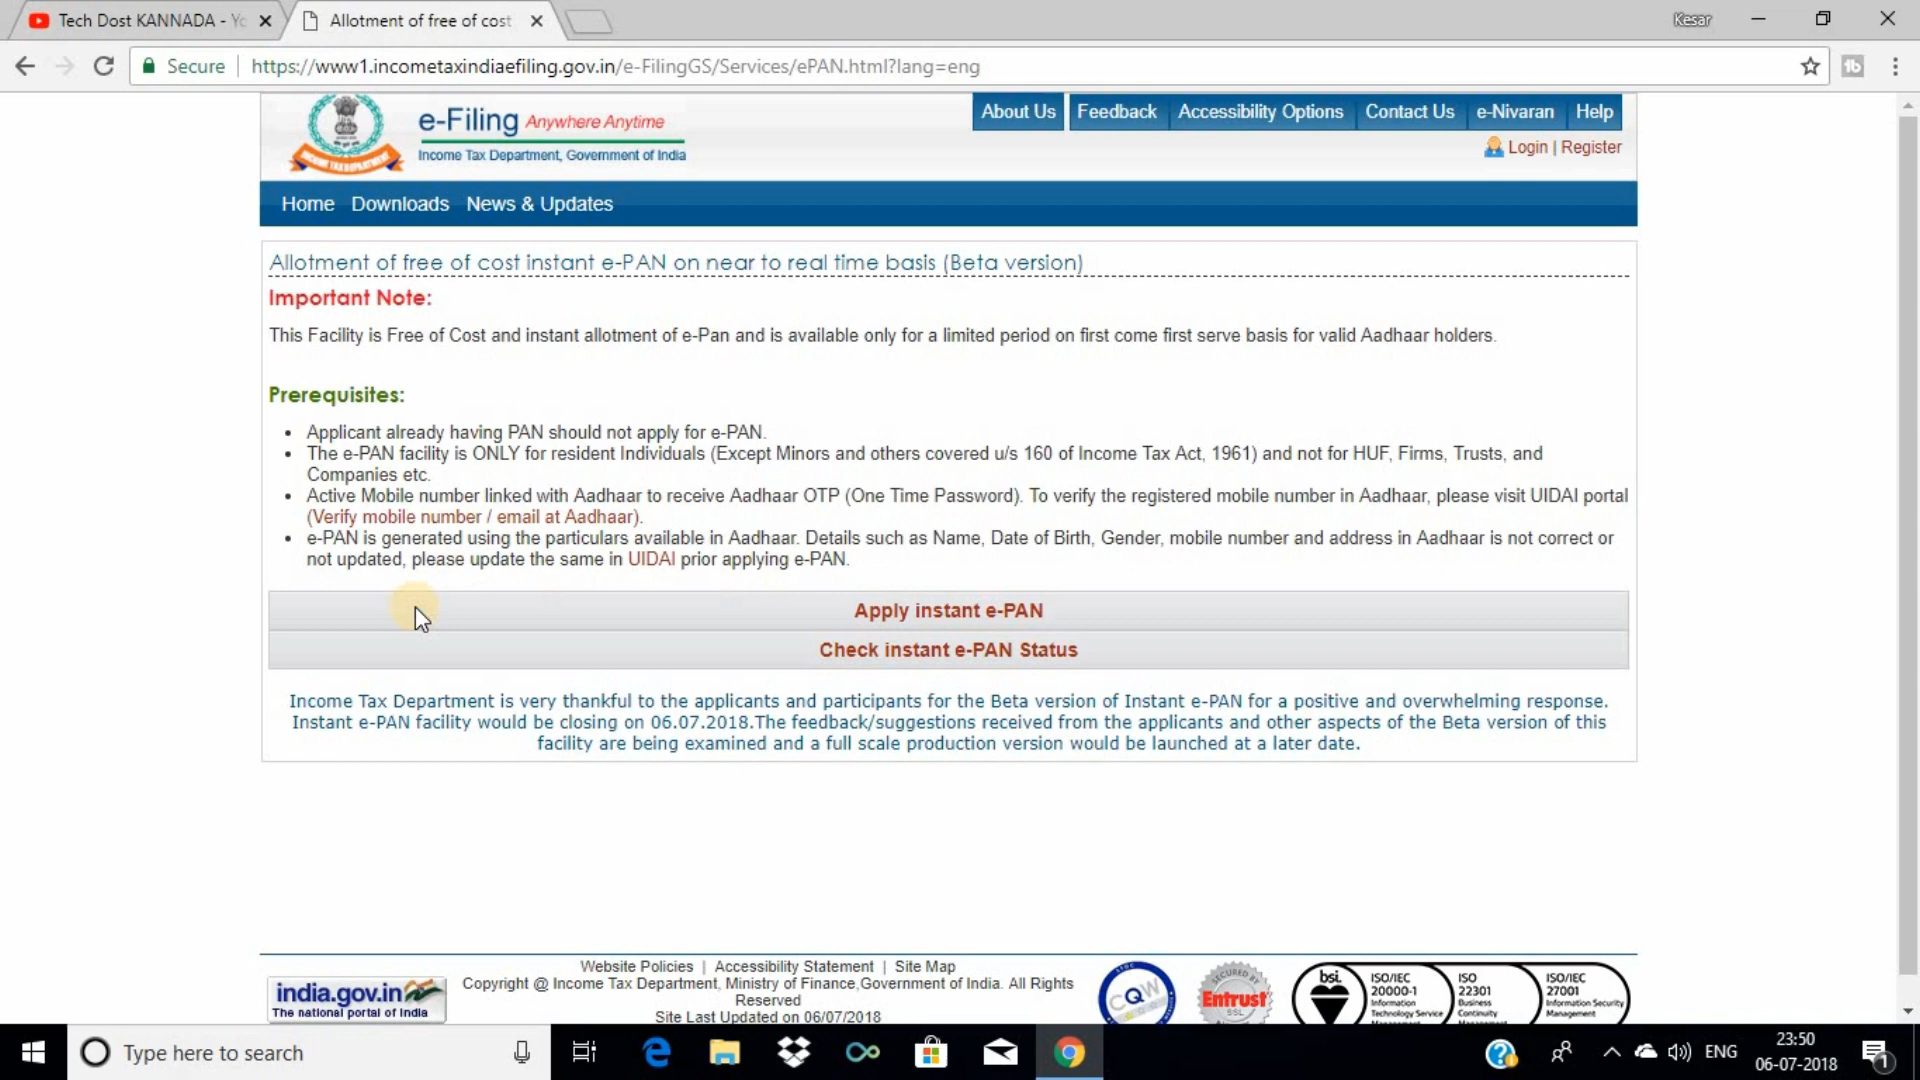 Tech Dost KANNADA - Yo
Allotment of free of cost
Kesar
Secure
https://www1.incometaxindiaefiling.gov.in/e-FilingGS/Services/ePAN.html?lang=eng
e-Filing Anywhere Anytime
Income Tax Department, Government of India
About Us Feedback Accessibility Options Contact Us e-Nivaran Help
Login | Register
Home Downloads News & Updates
Allotment of free of cost instant e-PAN on near to real time basis (Beta version)
Important Note:
This Facility is Free of Cost and instant allotment of e-Pan and is available only for a limited period on first come first serve basis for valid Aadhaar holders.
Prerequisites:
• Applicant already having PAN should not apply for e-PAN.
• The e-PAN facility is ONLY for resident Individuals (Except Minors and others covered u/s 160 of Income Tax Act, 1961) and not for HUF, Firms, Trusts, and
Companies etc.
• Active Mobile number linked with Aadhaar to receive Aadhaar OTP (One Time Password). To verify the registered mobile number in Aadhaar, please visit UIDAI portal
(Verify mobile number / email at Aadhaar).
• e-PAN is generated using the particulars available in Aadhaar. Details such as Name, Date of Birth, Gender, mobile number and address in Aadhaar is not correct or
not updated, please update the same in UIDAI prior applying e-PAN.
Apply instant e-PAN
Check instant e-PAN Status
Income Tax Department is very thankful to the applicants and participants for the Beta version of Instant e-PAN for a positive and overwhelming response.
Instant e-PAN facility would be closing on 06.07.2018.The feedback/suggestions received from the applicants and other aspects of the Beta version of this
facility are being examined and a full scale production version would be launched at a later date.
Website Policies | Accessibility Statement | Site Map
Copyright @ Income Tax Department, Ministry of Finance,Government of India. All Rights
Reserved
Site Last Updated on 06/07/2018
india.gov.in
The national portal of India
CQW
SECURED BY
Entrust
SSL
bsi.
ISO/IEC
20000-1
Information
Technology Service
ISO
22301
Business
Continuity
ISO/IEC
27001
Information Security
Management
Type here to search
ENG
23:50
06-07-2018
1